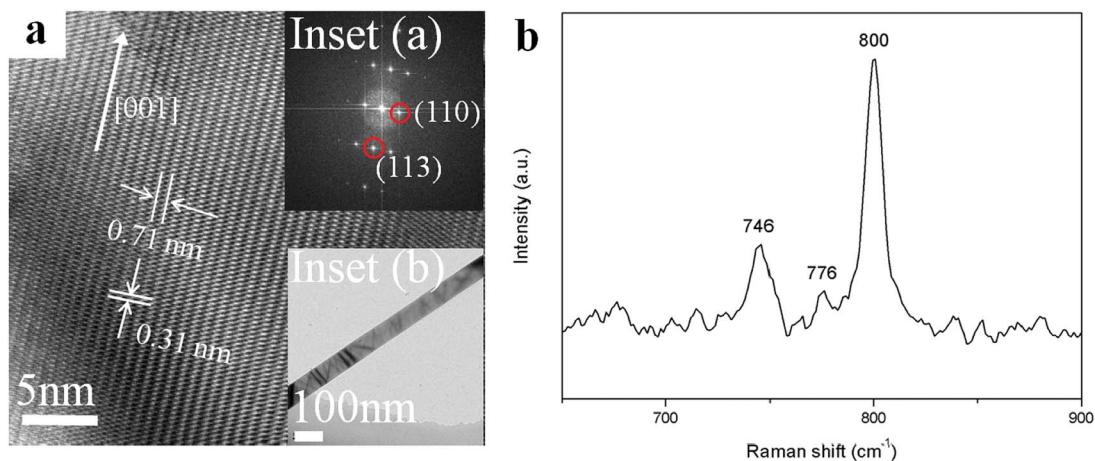 a
Inset (a)
[001]
(110)
(113)
0.71 nm
0.31 nm
Inset (b)
5nm
100nm
b
800
746
776
Intensity (a.u.)
700
800
900
Raman shift (cm⁻¹)